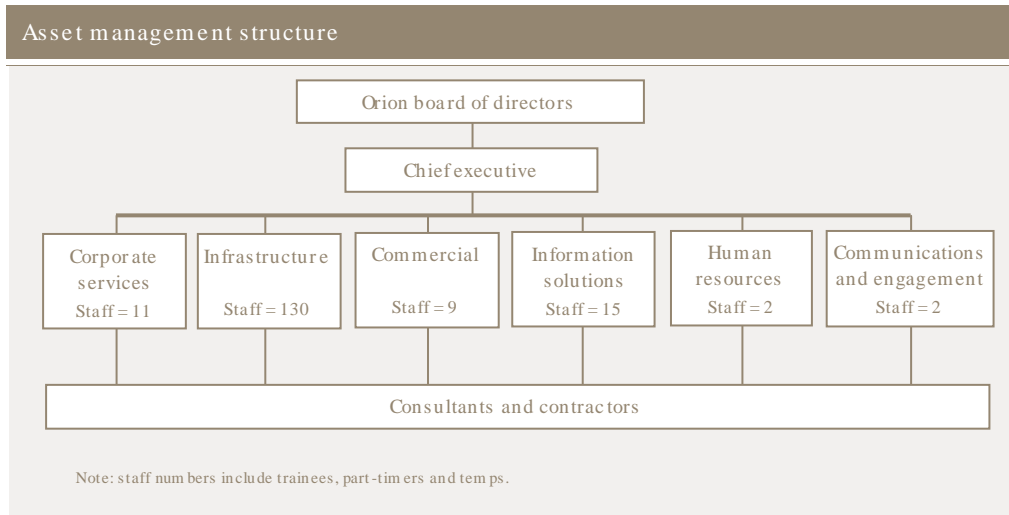 Asset management structure
Orion board of directors
Chief executive
Corporate
services
Staff = 11
Infrastructure
Staff = 130
Commercial
Staff = 9
Information
solutions
Staff = 15
Human
resources
Staff = 2
Communications
and engagement
Staff = 2
Consultants and contractors
Note: staff numbers include trainees, part-timers and temps.